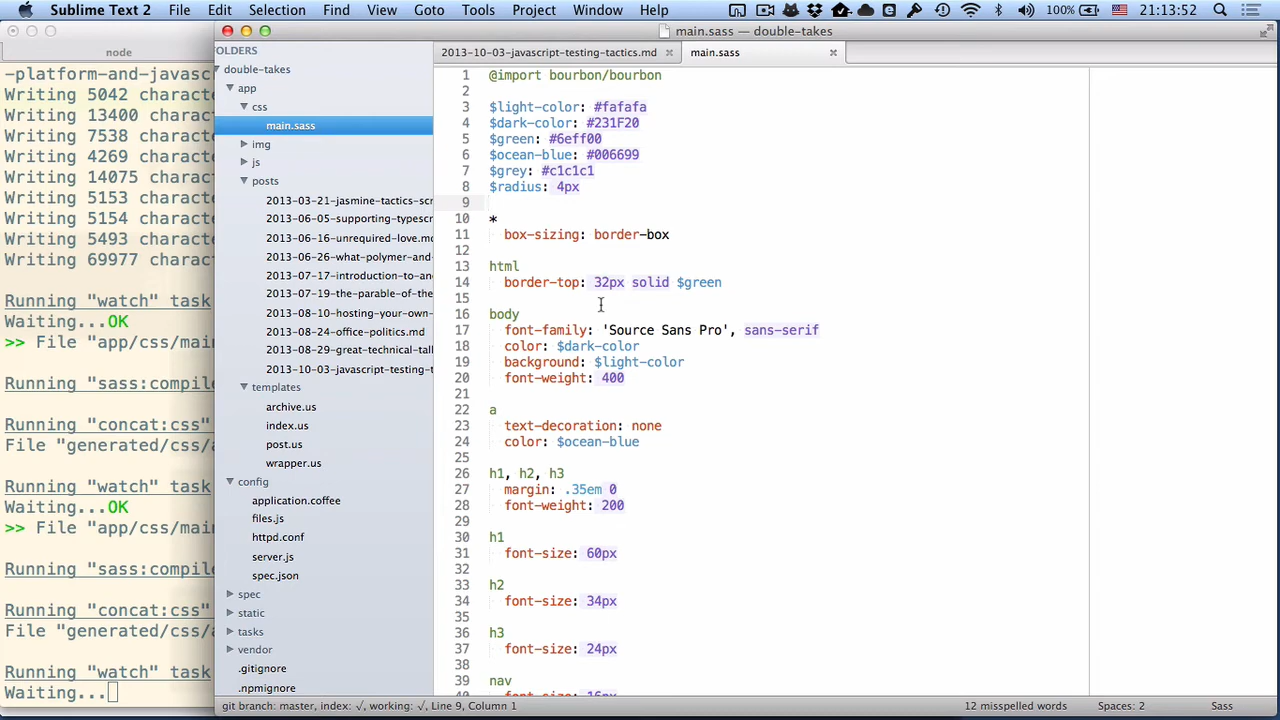 Sublime Text 2 File Edit Selection Find View Goto Tools Project Window Help 100% 21:13:52
node
-platform-and-javasc
Writing 5042 characte
Writing 13400 charact
Writing 7538 characte
Writing 4269 characte
Writing 14075 charact
Writing 5153 characte
Writing 5154 characte
Writing 5493 characte
Writing 69977 charact
Running "watch" task
Waiting...OK
>> File "app/css/mai
Running "sass:compile
Running "concat:css"
File "generated/css/a
Running "watch" task
Waiting...OK
>> File "app/css/mai
Running "sass:compile
Running "concat:css"
File "generated/css/a
Running "watch" task
Waiting...
main.sass — double-takes
FOLDERS
double-takes
app
css
main.sass
img
js
posts
2013-03-21-jasmine-tactics-scr
2013-06-05-supporting-typescr
2013-06-16-unrequired-love.md
2013-06-26-what-polymer-and-
2013-07-17-introduction-to-an
2013-07-19-the-parable-of-the
2013-08-10-hosting-your-own-
2013-08-24-office-politics.md
2013-08-29-great-technical-tal
2013-10-03-javascript-testing-t
templates
archive.us
index.us
post.us
wrapper.us
config
application.coffee
files.js
httpd.conf
server.js
spec.json
spec
static
tasks
vendor
.gitignore
.npmignore
2013-10-03-javascript-testing-tactics.md main.sass
1 @import bourbon/bourbon
2
3 $light-color: #fafafa
4 $dark-color: #231F20
5 $green: #6eff00
6 $ocean-blue: #006699
7 $grey: #c1c1c1
8 $radius: 4px
9
10 *
11 box-sizing: border-box
12
13 html
14 border-top: 32px solid $green
15
16 body
17 font-family: 'Source Sans Pro', sans-serif
18 color: $dark-color
19 background: $light-color
20 font-weight: 400
21
22 a
23 text-decoration: none
24 color: $ocean-blue
25
26 h1, h2, h3
27 margin: .35em 0
28 font-weight: 200
29
30 h1
31 font-size: 60px
32
33 h2
34 font-size: 34px
35
36 h3
37 font-size: 24px
38
39 nav
40 font-size: 16px
git branch: master, index: √, working: √, Line 9, Column 1 12 misspelled words Spaces: 2 Sass